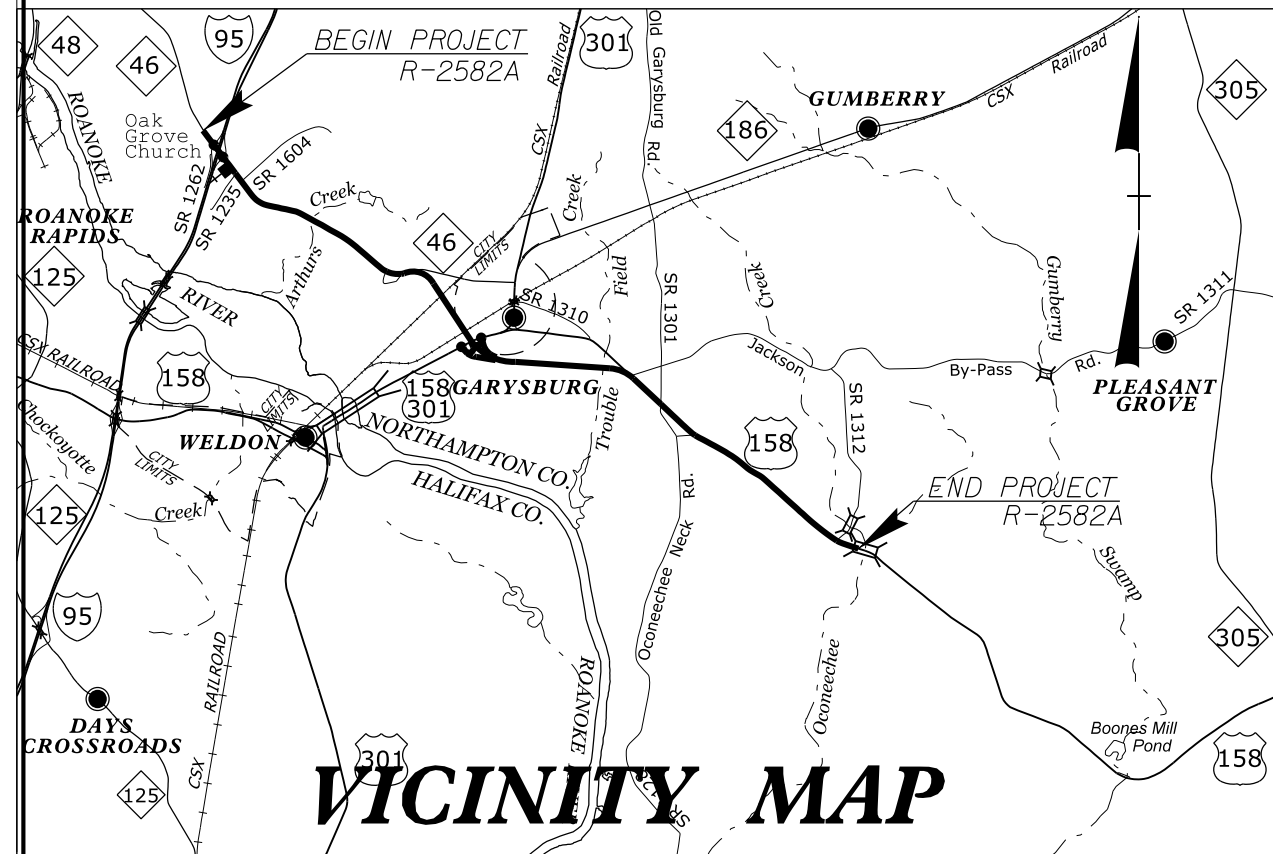 48
46
95
BEGIN PROJECT
R-2582A
301
Old Garysburg Rd.
CSX Railroad
Railroad
CSX
305
GUMBERRY
186
ROANOKE
Oak
Grove
Church
SR 1262
SR 1235
SR 1604
Creek
Arthurs
CSX
Creek
Field
Trouble
ROANOKE
RAPIDS
125
46
CITY
LIMITS
SR 1310
SR 1301
Creek
Gumberry
SR 1311
RIVER
CSX RAILROAD
158
158
301
GARYSBURG
Jackson
By-Pass
Rd.
PLEASANT
GROVE
SR 1312
Chockoyotte
CITY
LIMITS
WELDON
NORTHAMPTON CO.
HALIFAX CO.
158
CITY
LIMITS
Creek
125
END PROJECT
R-2582A
Oconeechee Neck Rd.
Swamp
95
305
RAILROAD
CSX
ROANOKE
Oconeechee
DAYS
CROSSROADS
125
301
Boones Mill
Pond
158
SR
VICINITY MAP